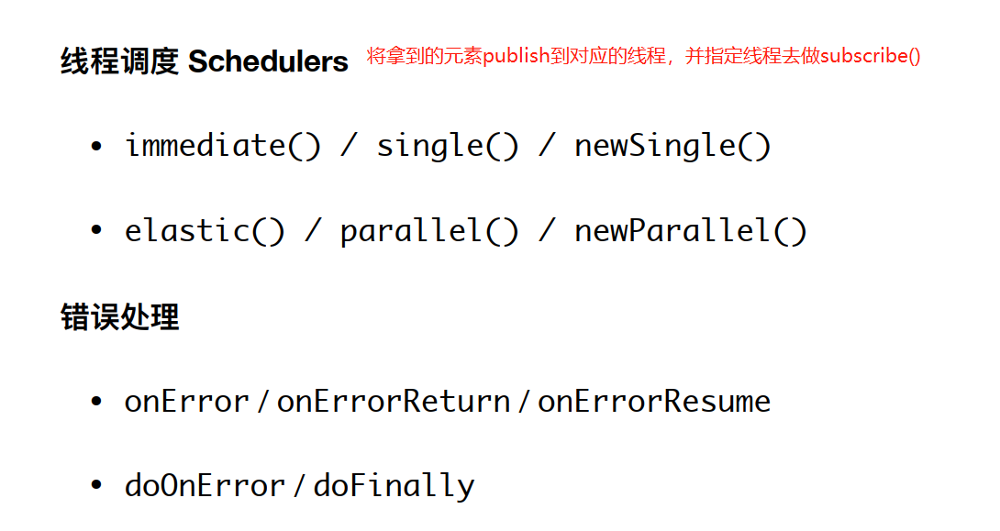 线程调度 Schedulers 将拿到的元素publish到对应的线程，并指定线程去做subscribe()
• immediate() / single() / newSingle()
• elastic() / parallel() / newParallel()
错误处理
• onError / onErrorReturn / onErrorResume
• doOnError / doFinally